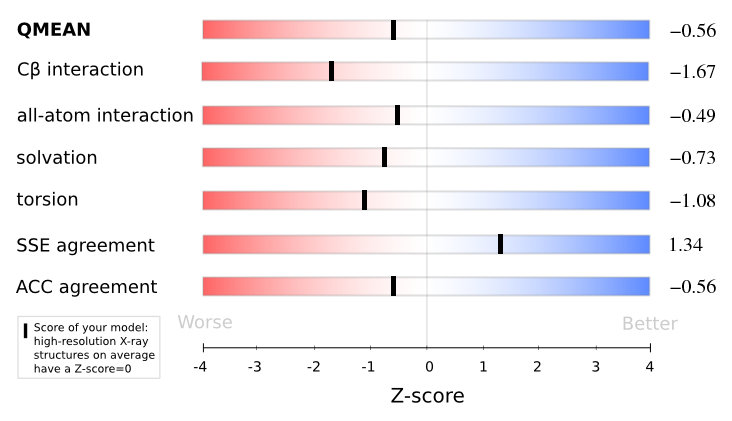 QMEAN −0.56
Cβ interaction −1.67
all-atom interaction −0.49
solvation −0.73
torsion −1.08
SSE agreement 1.34
ACC agreement −0.56
Worse Better
Score of your model:
high-resolution X-ray
structures on average
have a Z-score=0
-4 -3 -2 -1 0 1 2 3 4
Z-score